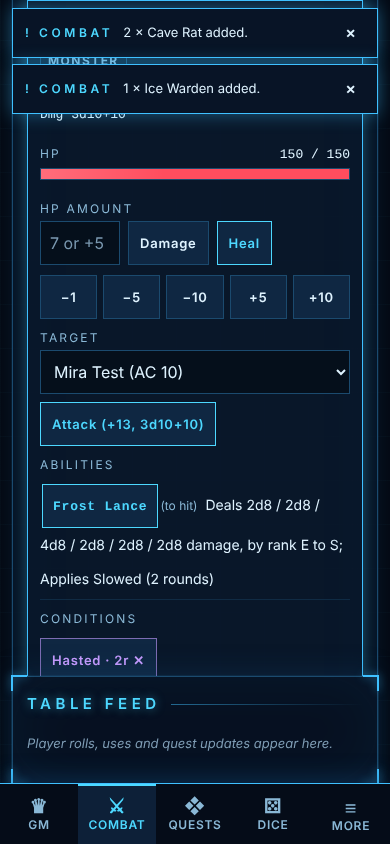 ! COMBAT 2 × Cave Rat added. ×
MONSTER
! COMBAT 1 × Ice Warden added. ×
Dmg 3d10+10
HP 150 / 150
HP AMOUNT
7 or +5 Damage Heal
−1 −5 −10 +5 +10
TARGET
Mira Test (AC 10)
Attack (+13, 3d10+10)
ABILITIES
Frost Lance (to hit) Deals 2d8 / 2d8 /
4d8 / 2d8 / 2d8 / 2d8 damage, by rank E to S;
Applies Slowed (2 rounds)
CONDITIONS
Hasted · 2r ×
TABLE FEED
Player rolls, uses and quest updates appear here.
GM COMBAT QUESTS DICE MORE